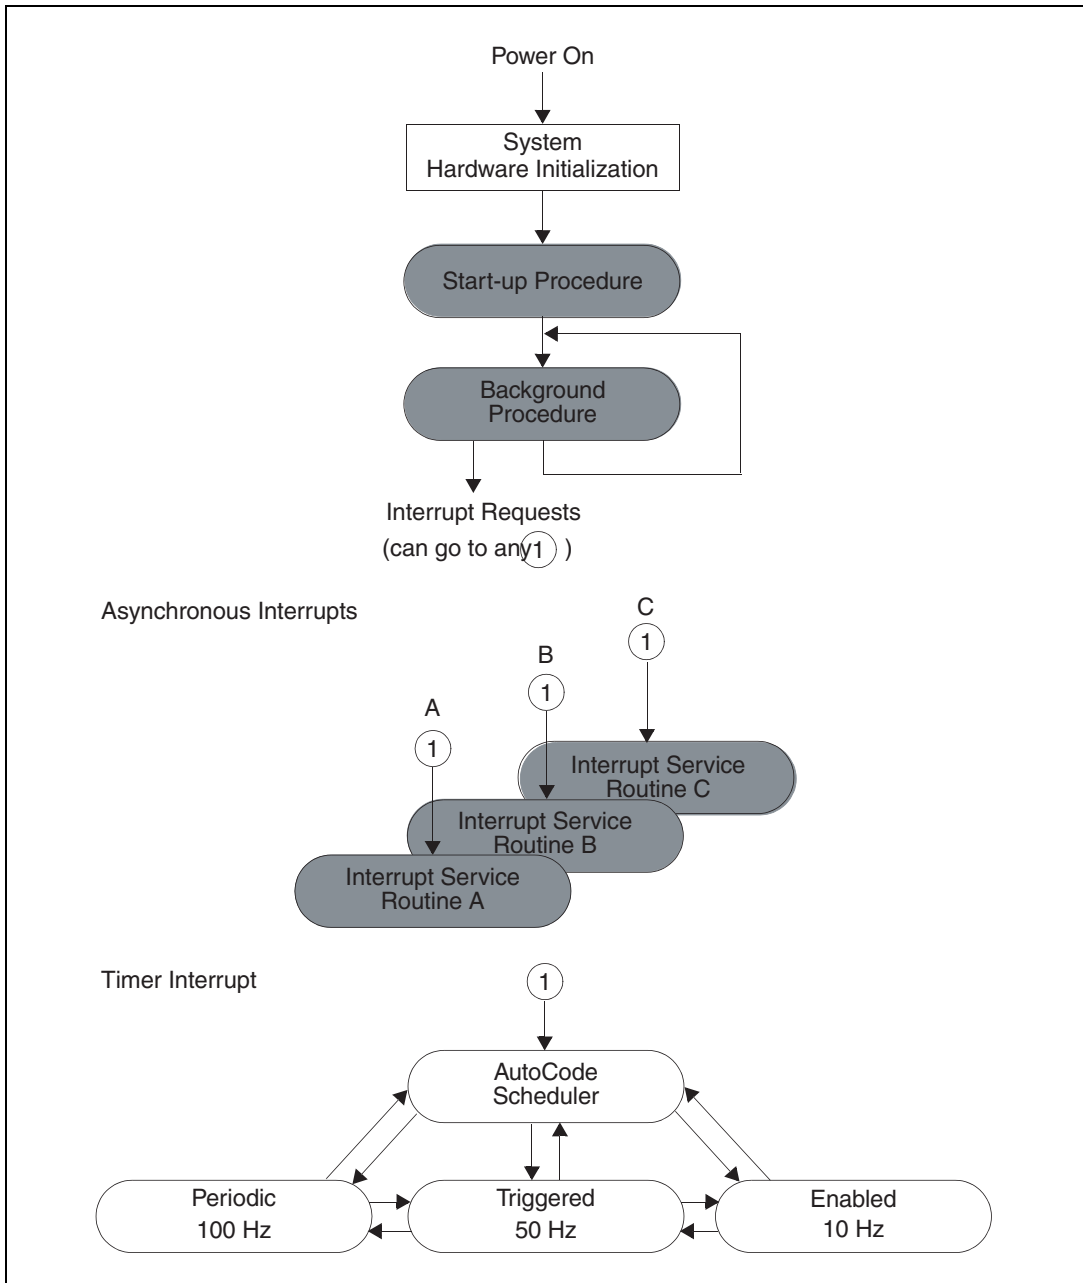 Power On
System
Hardware Initialization
Start-up Procedure
Background
Procedure
Interrupt Requests
(can go to any 1 )
Asynchronous Interrupts
C
1
B
1
A
1
Interrupt Service
Routine C
Interrupt Service
Routine B
Interrupt Service
Routine A
Timer Interrupt
1
AutoCode
Scheduler
Periodic
100 Hz
Triggered
50 Hz
Enabled
10 Hz